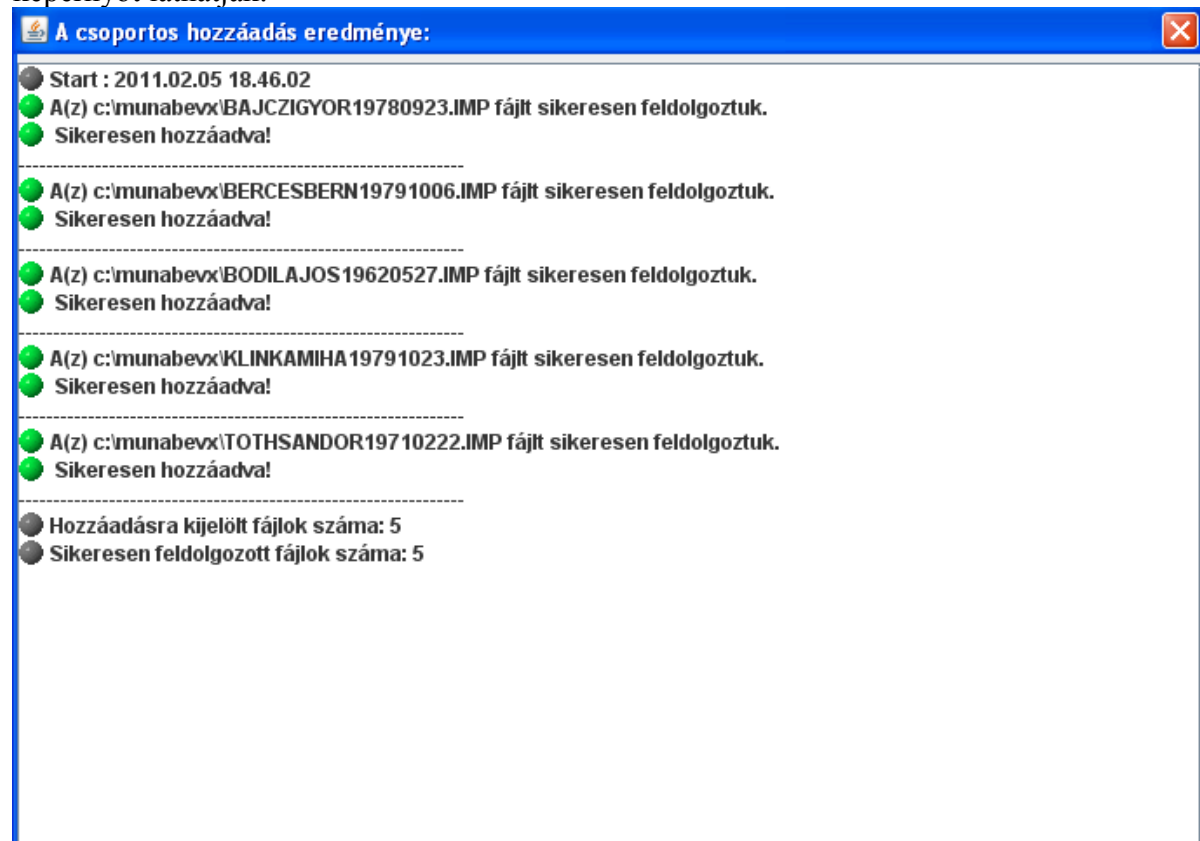 képernyőt láthatják.
A csoportos hozzáadás eredménye:
Start : 2011.02.05 18.46.02
A(z) c:\munabevx\BAJCZIGYOR19780923.IMP fájlt sikeresen feldolgoztuk.
Sikeresen hozzáadva!
----------------------------------------------------------------
A(z) c:\munabevx\BERCESBERN19791006.IMP fájlt sikeresen feldolgoztuk.
Sikeresen hozzáadva!
----------------------------------------------------------------
A(z) c:\munabevx\BODILAJOS19620527.IMP fájlt sikeresen feldolgoztuk.
Sikeresen hozzáadva!
----------------------------------------------------------------
A(z) c:\munabevx\KLINKAMIHA19791023.IMP fájlt sikeresen feldolgoztuk.
Sikeresen hozzáadva!
----------------------------------------------------------------
A(z) c:\munabevx\TOTHSANDOR19710222.IMP fájlt sikeresen feldolgoztuk.
Sikeresen hozzáadva!
----------------------------------------------------------------
Hozzáadásra kijelölt fájlok száma: 5
Sikeresen feldolgozott fájlok száma: 5